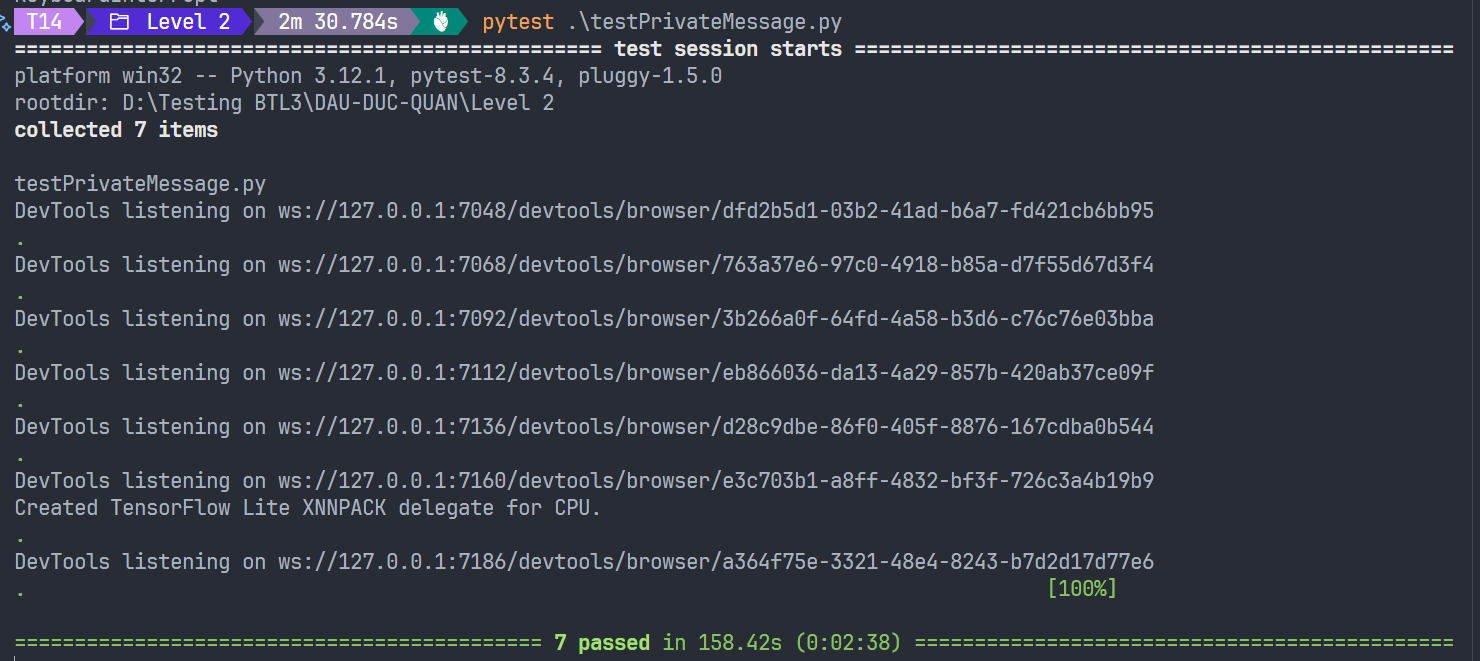 KeyboardInterrupt
T14 Level 2 2m 30.784s pytest .\testPrivateMessage.py
================================================= test session starts ==================================================
platform win32 -- Python 3.12.1, pytest-8.3.4, pluggy-1.5.0
rootdir: D:\Testing BTL3\DAU-DUC-QUAN\Level 2
collected 7 items
testPrivateMessage.py
DevTools listening on ws://127.0.0.1:7048/devtools/browser/dfd2b5d1-03b2-41ad-b6a7-fd421cb6bb95
.
DevTools listening on ws://127.0.0.1:7068/devtools/browser/763a37e6-97c0-4918-b85a-d7f55d67d3f4
.
DevTools listening on ws://127.0.0.1:7092/devtools/browser/3b266a0f-64fd-4a58-b3d6-c76c76e03bba
.
DevTools listening on ws://127.0.0.1:7112/devtools/browser/eb866036-da13-4a29-857b-420ab37ce09f
.
DevTools listening on ws://127.0.0.1:7136/devtools/browser/d28c9dbe-86f0-405f-8876-167cdba0b544
.
DevTools listening on ws://127.0.0.1:7160/devtools/browser/e3c703b1-a8ff-4832-bf3f-726c3a4b19b9
Created TensorFlow Lite XNNPACK delegate for CPU.
.
DevTools listening on ws://127.0.0.1:7186/devtools/browser/a364f75e-3321-48e4-8243-b7d2d17d77e6
. [100%]
============================================ 7 passed in 158.42s (0:02:38) =============================================